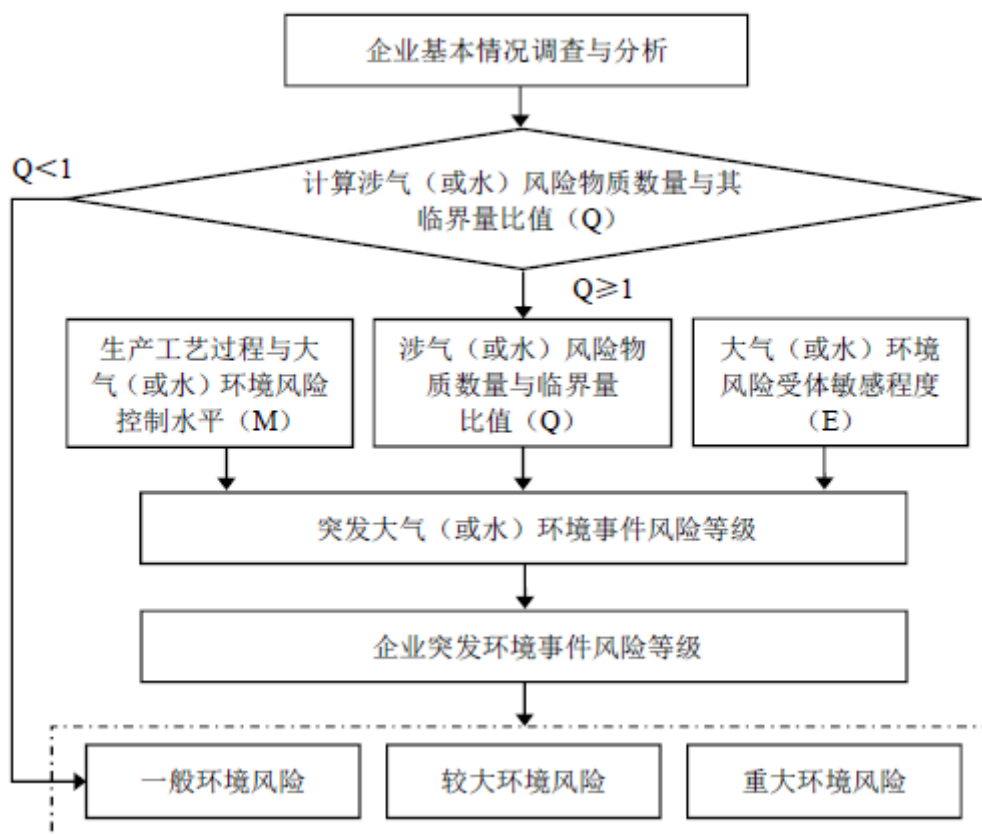 企业基本情况调查与分析
Q＜1
计算涉气（或水）风险物质数量与其
临界量比值（Q）
Q≥1
生产工艺过程与大
气（或水）环境风险
控制水平（M）
涉气（或水）风险物
质数量与临界量
比值（Q）
大气（或水）环境
风险受体敏感程度
（E）
突发大气（或水）环境事件风险等级
企业突发环境事件风险等级
一般环境风险
较大环境风险
重大环境风险